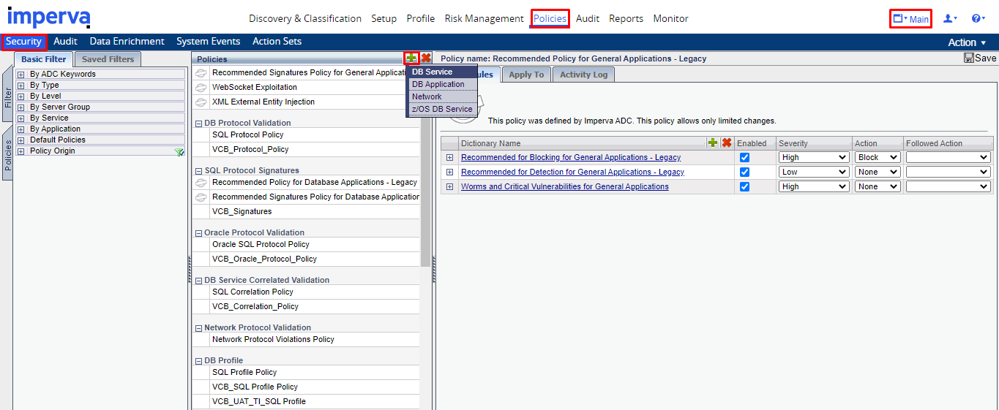 imperva
Discovery & Classification Setup Profile Risk Management Policies Audit Reports Monitor
Main
Security Audit Data Enrichment System Events Action Sets
Action
Filter
Policies
Basic Filter Saved Filters
By ADC Keywords
By Type
By Level
By Server Group
By Service
By Application
Default Policies
Policy Origin
Policies
Recommended Signatures Policy for General Applicati
WebSocket Exploitation
XML External Entity Injection
DB Protocol Validation
SQL Protocol Policy
VCB_Protocol_Policy
SQL Protocol Signatures
Recommended Policy for Database Applications - Legacy
Recommended Signatures Policy for Database Application
VCB_Signatures
Oracle Protocol Validation
Oracle SQL Protocol Policy
VCB_Oracle_Protocol_Policy
DB Service Correlated Validation
SQL Correlation Policy
VCB_Correlation_Policy
Network Protocol Validation
Network Protocol Violations Policy
DB Profile
SQL Profile Policy
VCB_SQL Profile Policy
VCB_UAT_TI_SQL Profile
DB Service
DB Application
Network
z/OS DB Service
Policy name: Recommended Policy for General Applications - Legacy
Save
ules Apply To Activity Log
This policy was defined by Imperva ADC. This policy allows only limited changes.
Dictionary Name Enabled Severity Action Followed Action
Recommended for Blocking for General Applications - Legacy High Block
Recommended for Detection for General Applications - Legacy Low None
Worms and Critical Vulnerabilities for General Applications High None